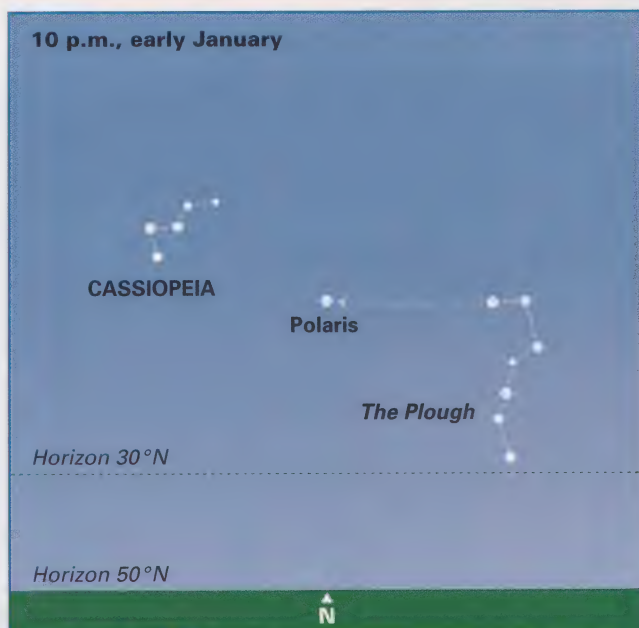 10 p.m., early January
CASSIOPEIA
Polaris
The Plough
Horizon 30°N
Horizon 50°N
N